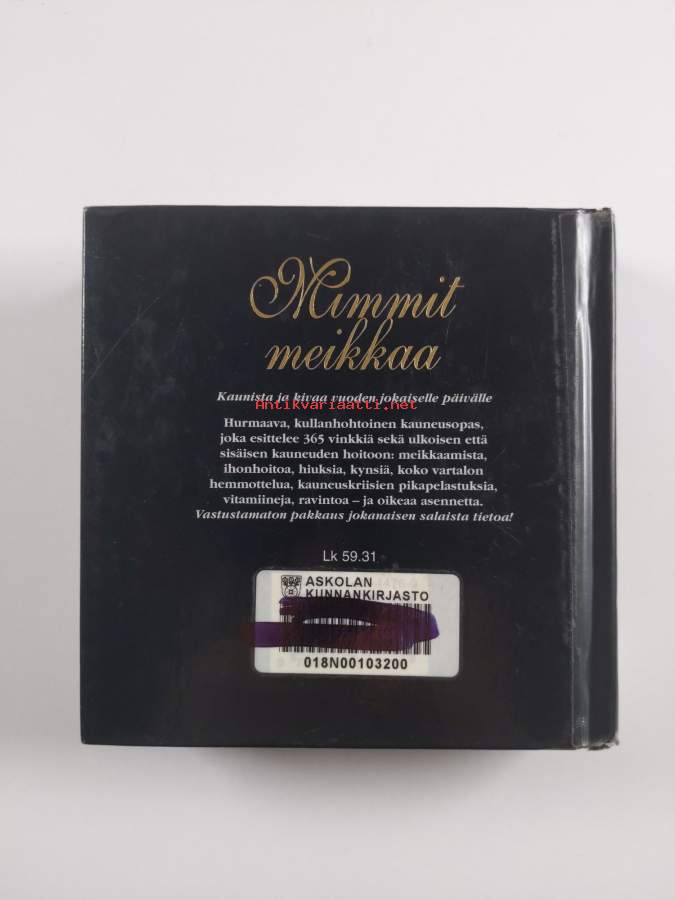 Mimmit
meikkaa
Kaunista ja kivaa vuoden jokaiselle päivälle
Antikvariaatti.net
Hurmaava, kullanhohtoinen kauneusopas,
joka esittelee 365 vinkkiä sekä ulkoisen että
sisäisen kauneuden hoitoon: meikkaamista,
ihonhoitoa, hiuksia, kynsiä, koko vartalon
hemmottelua, kauneuskriisien pikapelastuksia,
vitamiineja, ravintoa – ja oikeaa asennetta.
Vastustamaton pakkaus jokanaisen salaista tietoa!
Lk 59.31
ASKOLAN
KUNNANKIRJASTO
018N00103200